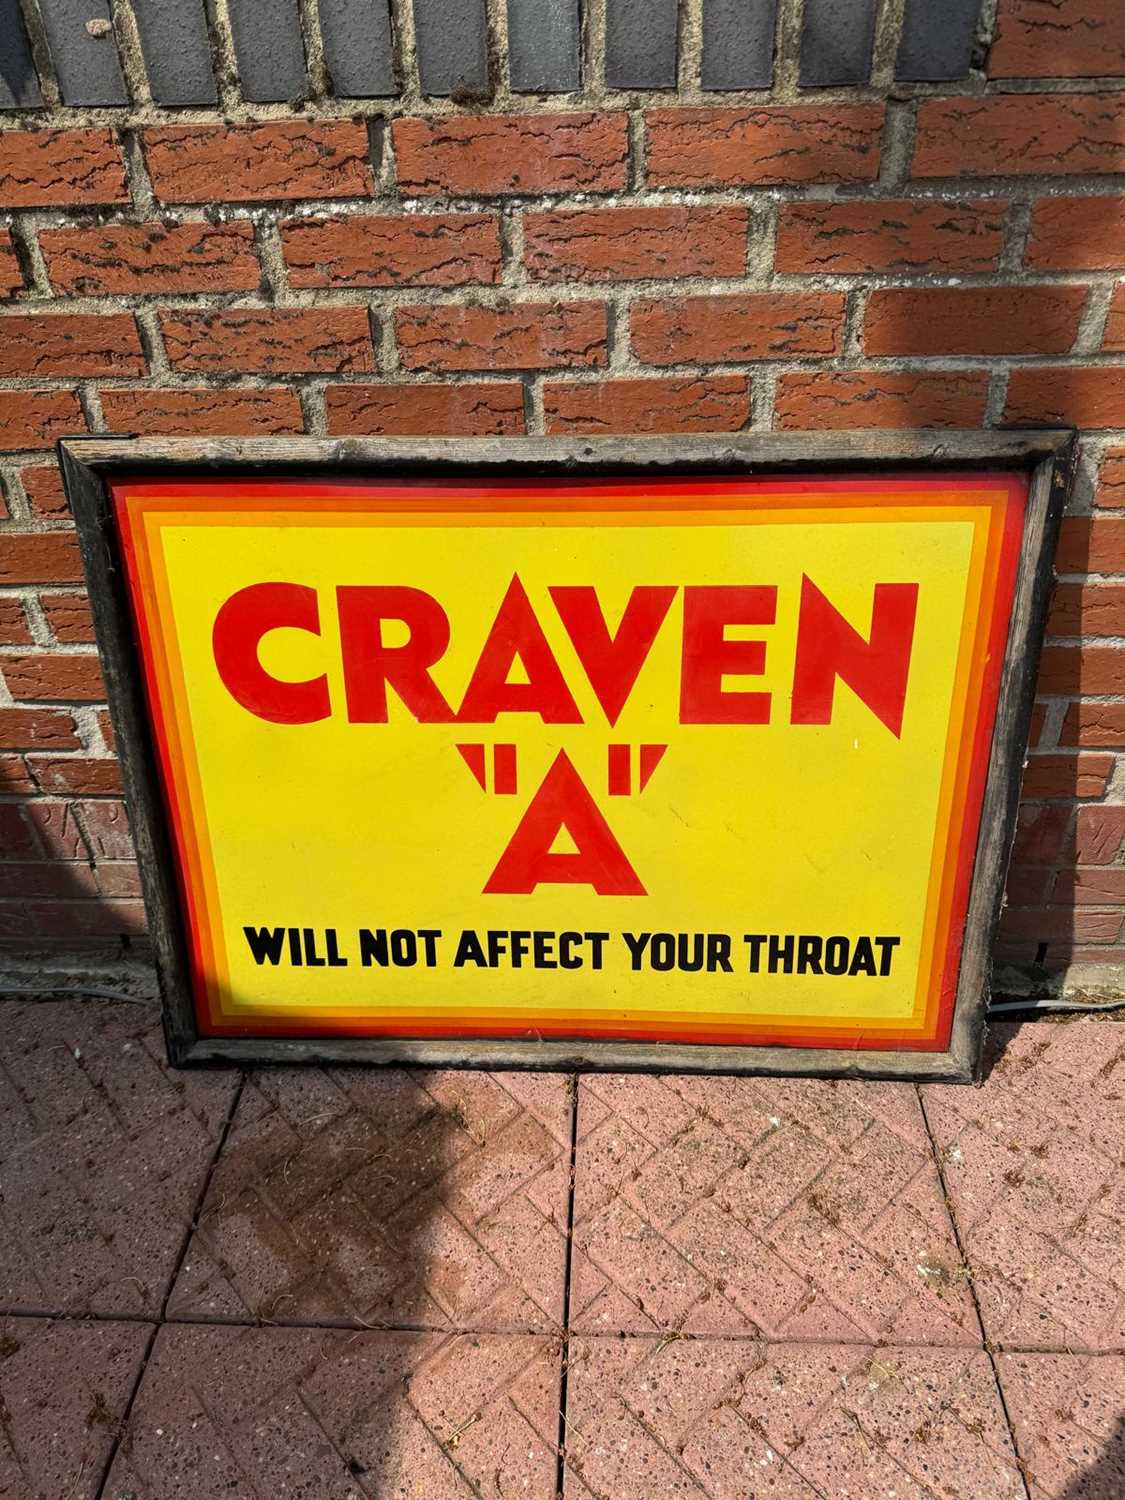 CRAVEN
"A"
WILL NOT AFFECT YOUR THROAT